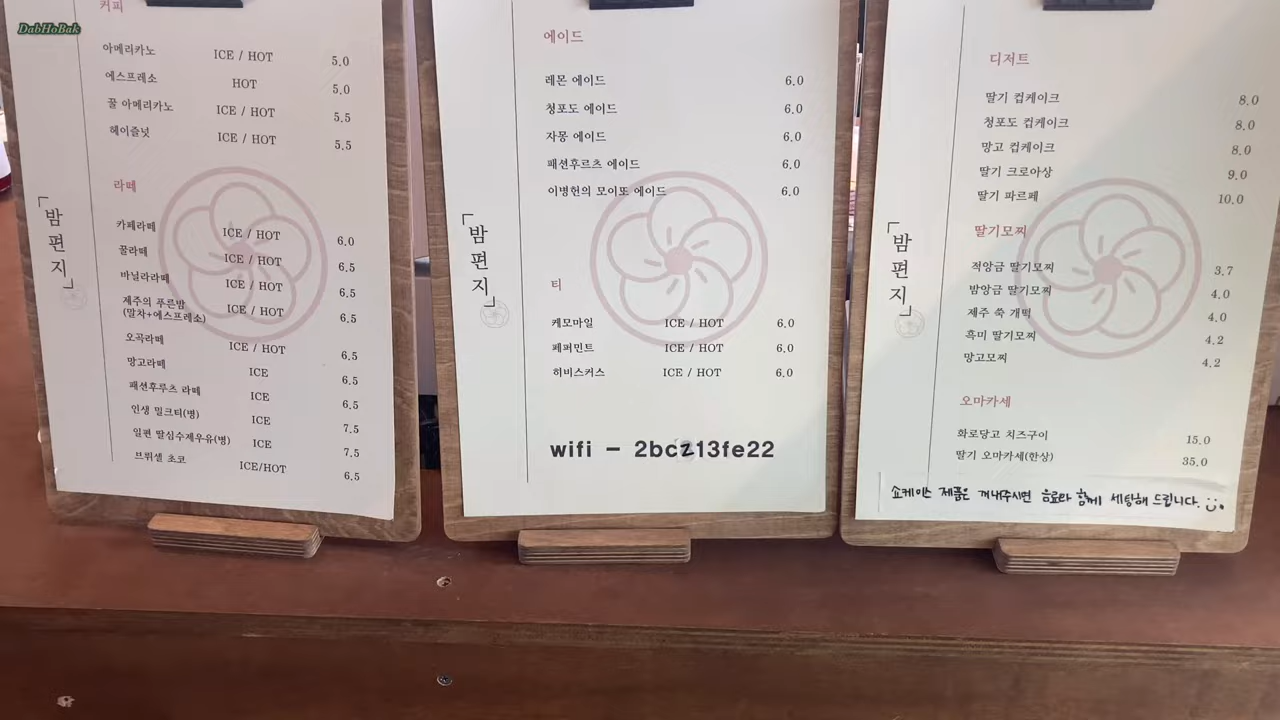 DabHoBak
커피
아메리카노 ICE / HOT 5.0
에스프레소 HOT 5.0
꿀 아메리카노 ICE / HOT 5.5
헤이즐넛 ICE / HOT 5.5
라떼
카페라떼 ICE / HOT 6.0
꿀라떼 ICE / HOT 6.5
바닐라라떼 ICE / HOT 6.5
제주의 푸른밤 ICE / HOT 6.5
(말차+에스프레소)
오곡라떼 ICE / HOT 6.5
망고라떼 ICE 6.5
패션후루츠 라떼 ICE 6.5
인생 밀크티(병) ICE 7.5
일편 딸심수제우유(병) ICE 7.5
브뤼셀 초코 ICE/HOT 6.5
「밤편지」
에이드
레몬 에이드 6.0
청포도 에이드 6.0
자몽 에이드 6.0
패션후르츠 에이드 6.0
이병헌의 모이또 에이드 6.0
티
케모마일 ICE / HOT 6.0
페퍼민트 ICE / HOT 6.0
히비스커스 ICE / HOT 6.0
wifi - 2bcz13fe22
「밤편지」
디저트
딸기 컵케이크 8.0
청포도 컵케이크 8.0
망고 컵케이크 8.0
딸기 크로아상 9.0
딸기 파르페 10.0
딸기모찌
적앙금 딸기모찌 3.7
밤앙금 딸기모찌 4.0
제주 쑥 개떡 4.0
흑미 딸기모찌 4.2
망고모찌 4.2
오마카세
화로당고 치즈구이 15.0
딸기 오마카세(한상) 35.0
쇼케이스 제품은 꺼내주시면 음료와 함께 세팅해 드립니다.
「밤편지」